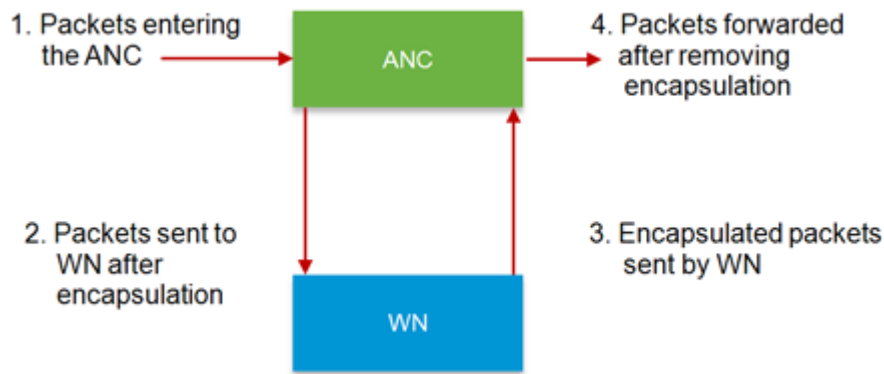 1. Packets entering
the ANC
ANC
4. Packets forwarded
after removing
encapsulation
2. Packets sent to
WN after
encapsulation
3. Encapsulated packets
sent by WN
WN